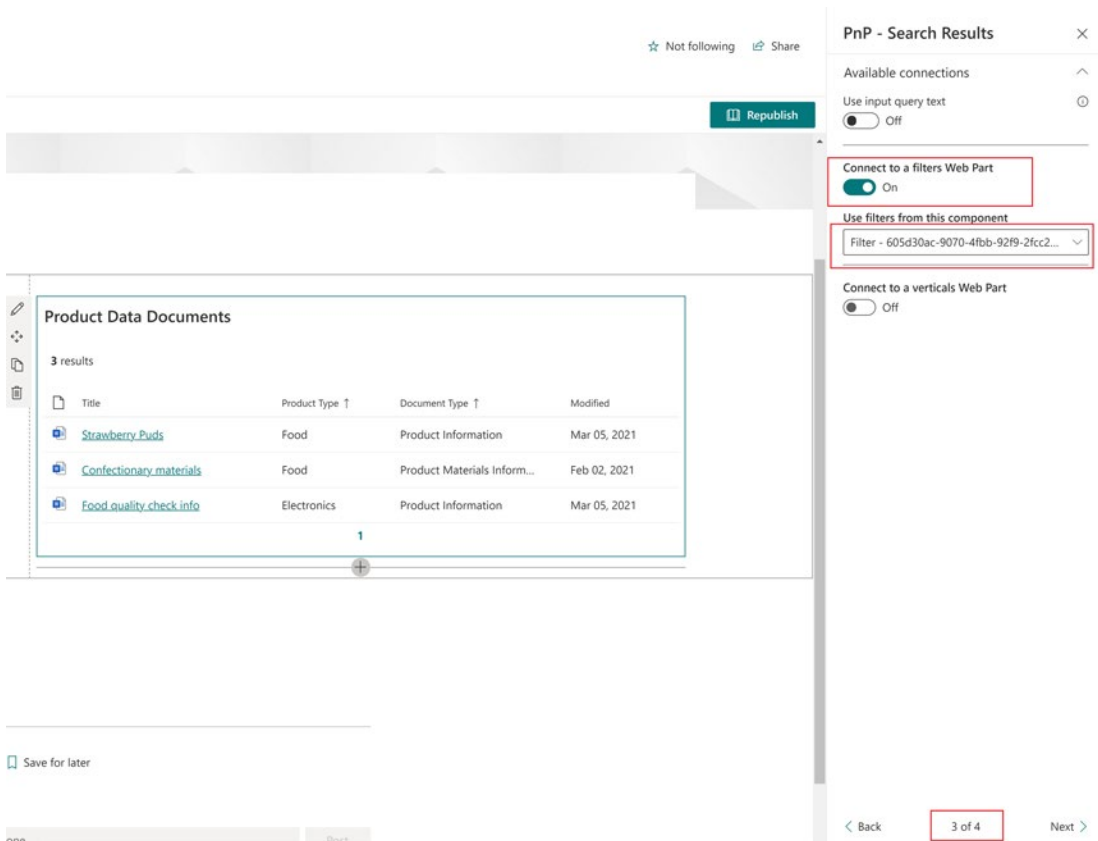 Not following Share
Republish
Product Data Documents
3 results
Title Product Type ↑ Document Type ↑ Modified
Strawberry Puds Food Product Information Mar 05, 2021
Confectionary materials Food Product Materials Inform... Feb 02, 2021
Food quality check info Electronics Product Information Mar 05, 2021
1
Save for later
PnP - Search Results
Available connections
Use input query text
Off
Connect to a filters Web Part
On
Use filters from this component
Filter - 605d30ac-9070-4fbb-92f9-2fcc2...
Connect to a verticals Web Part
Off
< Back 3 of 4 Next >